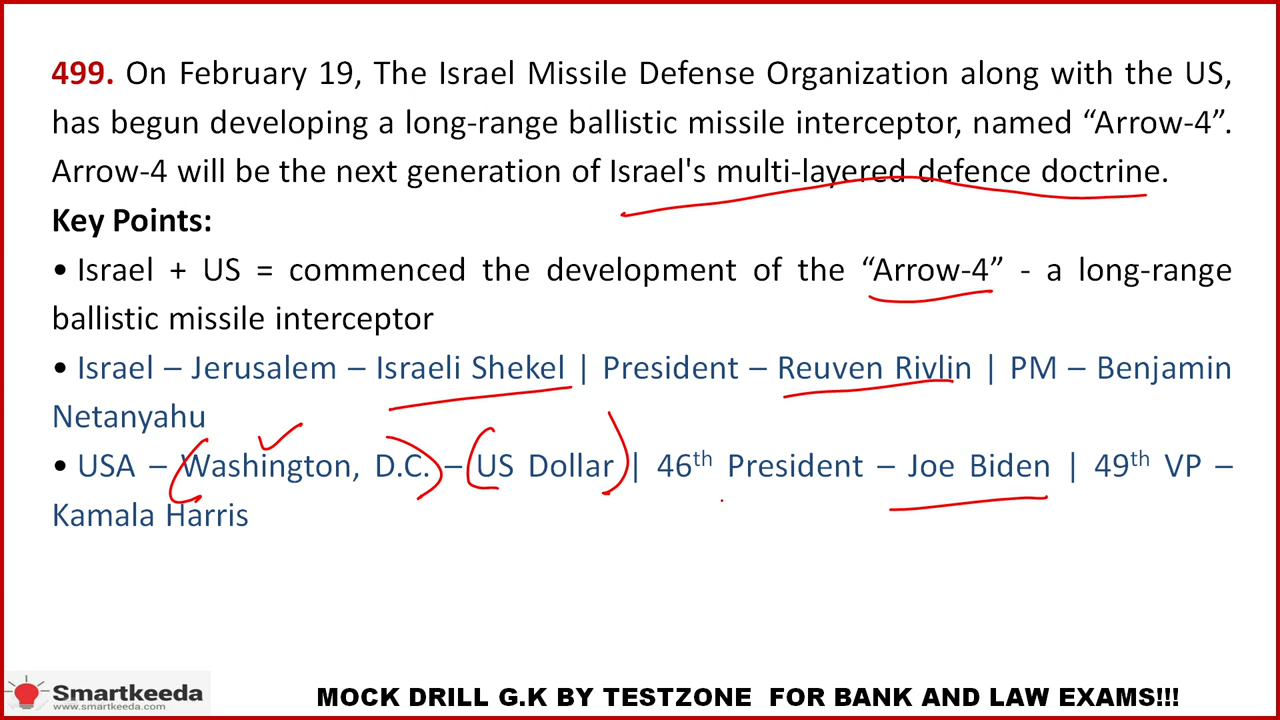 499. On February 19, The Israel Missile Defense Organization along with the US,
has begun developing a long-range ballistic missile interceptor, named “Arrow-4”.
Arrow-4 will be the next generation of Israel's multi-layered defence doctrine.
Key Points:
• Israel + US = commenced the development of the “Arrow-4” - a long-range
ballistic missile interceptor
• Israel – Jerusalem – Israeli Shekel | President – Reuven Rivlin | PM – Benjamin
Netanyahu
• USA – Washington, D.C. – US Dollar | 46th President – Joe Biden | 49th VP –
Kamala Harris
Smartkeeda
www.smartkeeda.com
MOCK DRILL G.K BY TESTZONE FOR BANK AND LAW EXAMS!!!